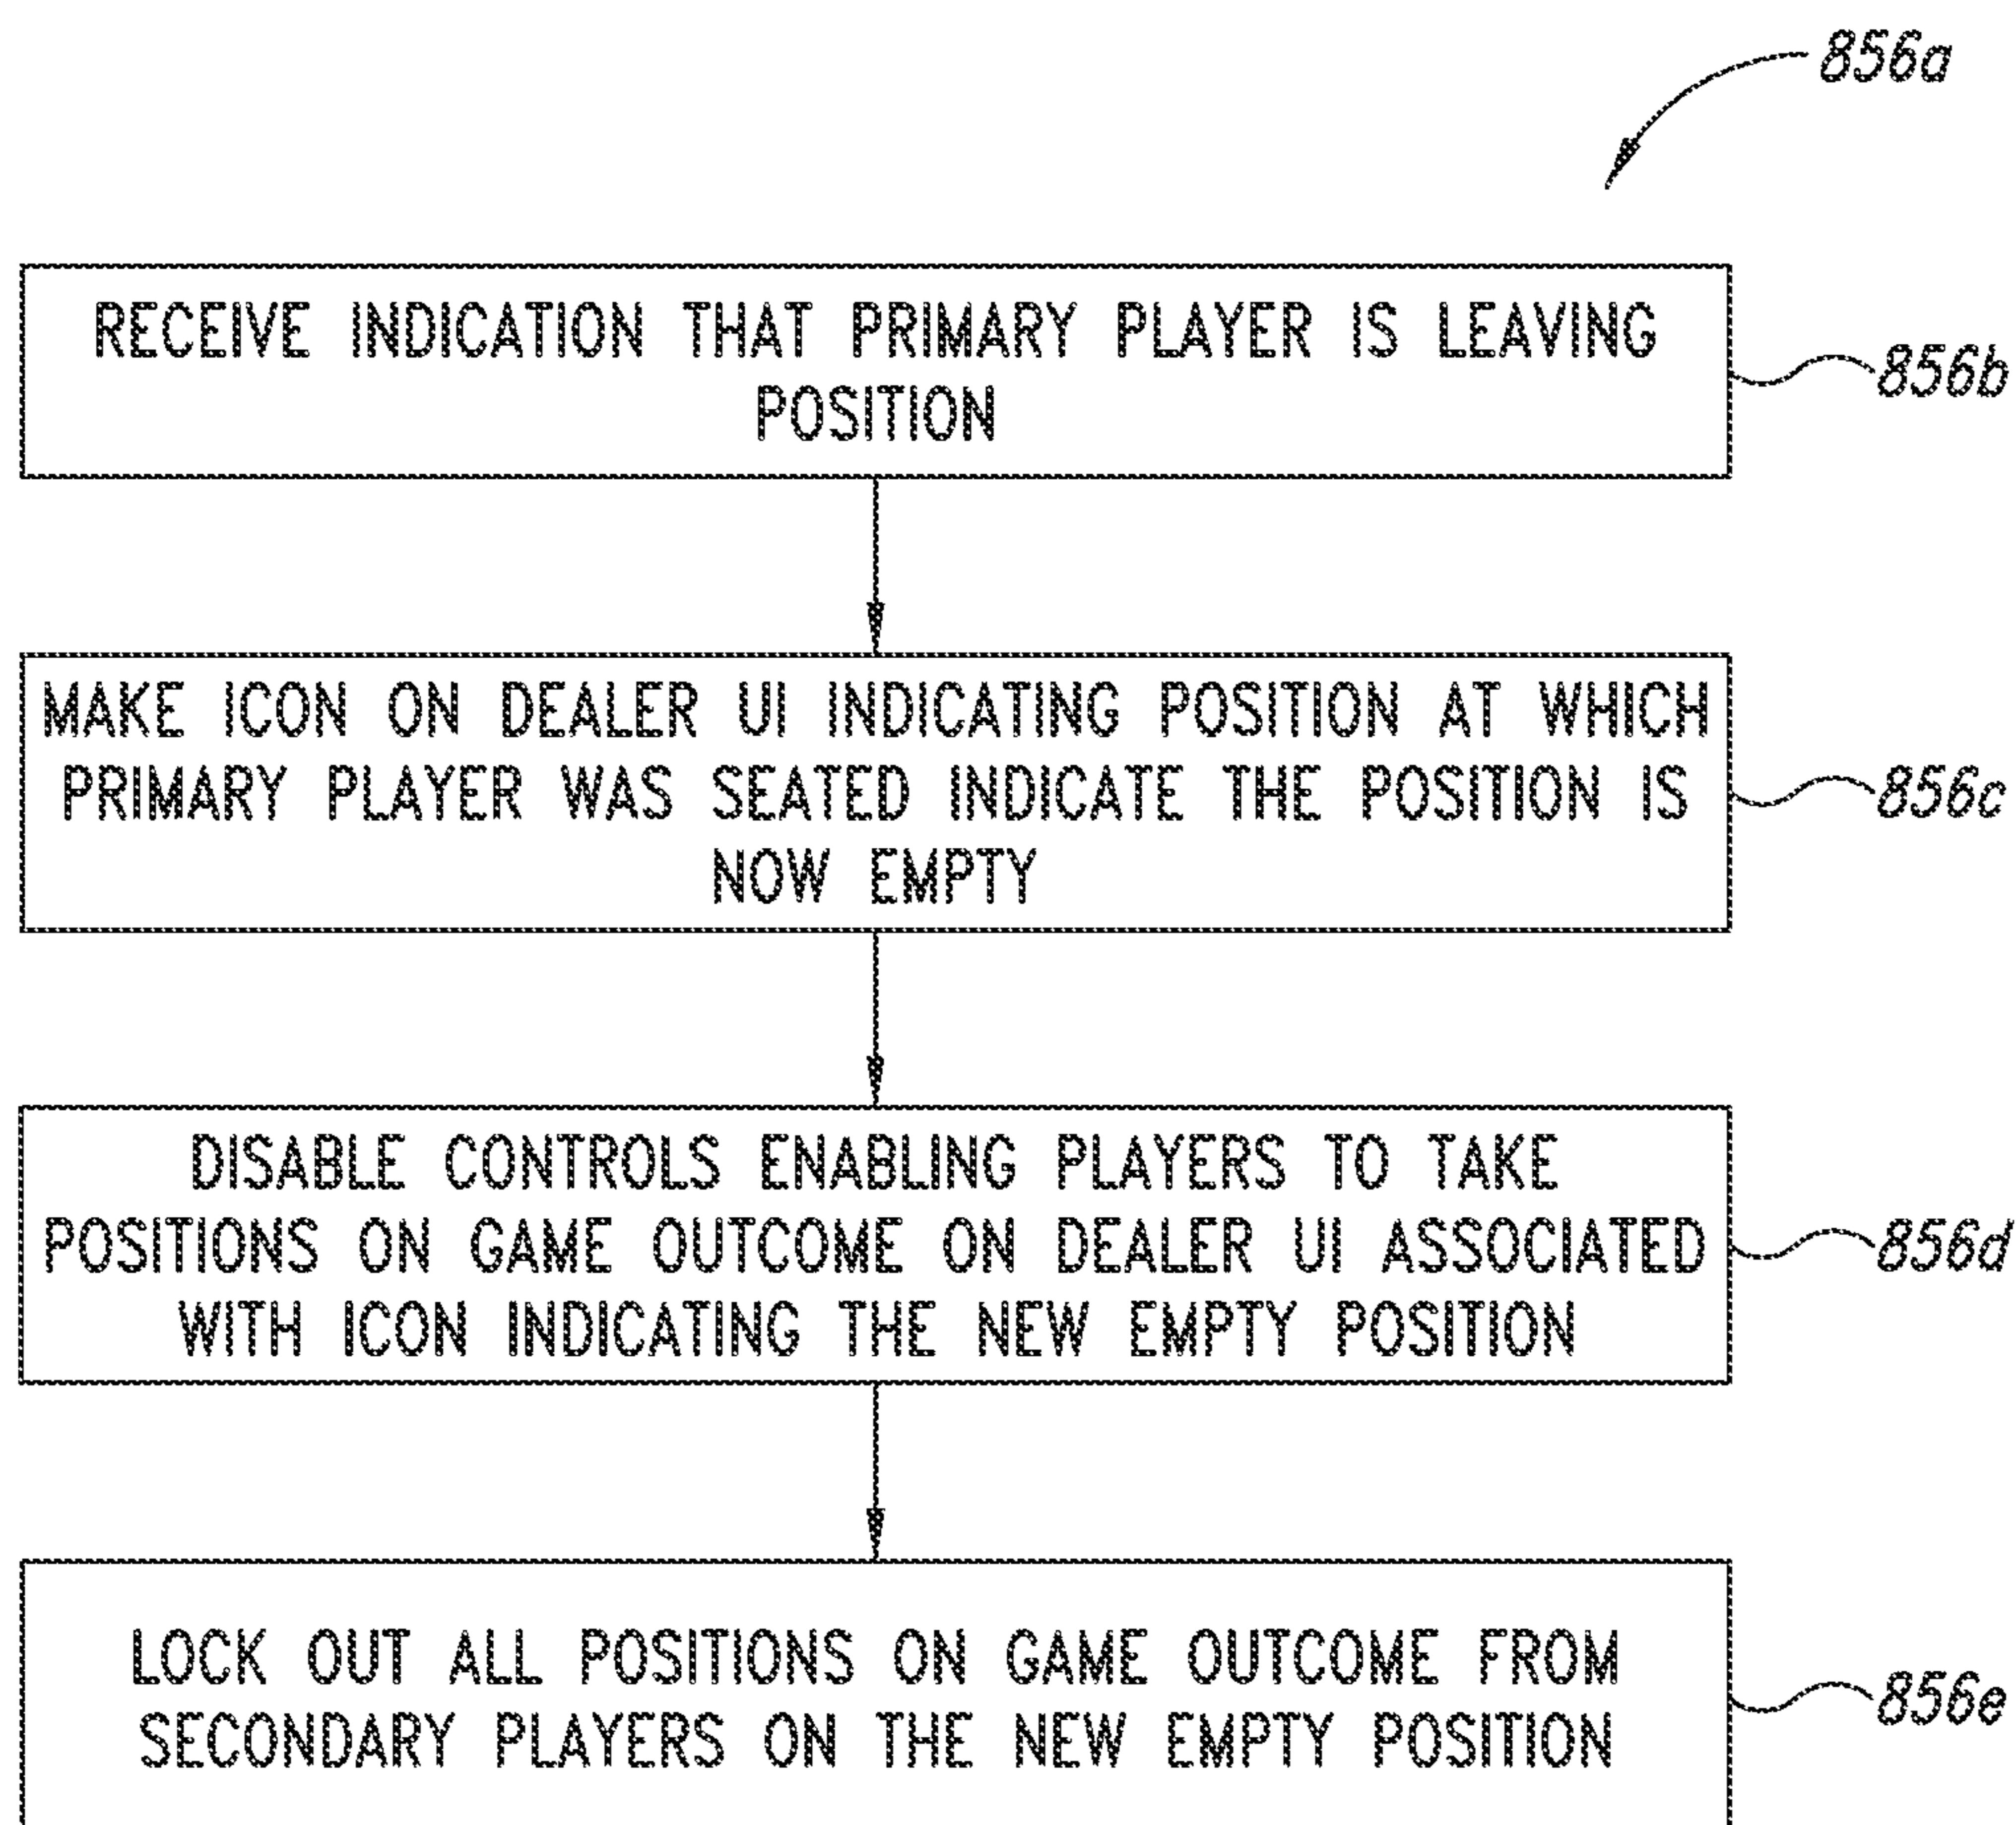 856a
RECEIVE INDICATION THAT PRIMARY PLAYER IS LEAVING
POSITION
856b
MAKE ICON ON DEALER UI INDICATING POSITION AT WHICH
PRIMARY PLAYER WAS SEATED INDICATE THE POSITION IS
NOW EMPTY
856c
DISABLE CONTROLS ENABLING PLAYERS TO TAKE
POSITIONS ON GAME OUTCOME ON DEALER UI ASSOCIATED
WITH ICON INDICATING THE NEW EMPTY POSITION
856d
LOCK OUT ALL POSITIONS ON GAME OUTCOME FROM
SECONDARY PLAYERS ON THE NEW EMPTY POSITION
856e